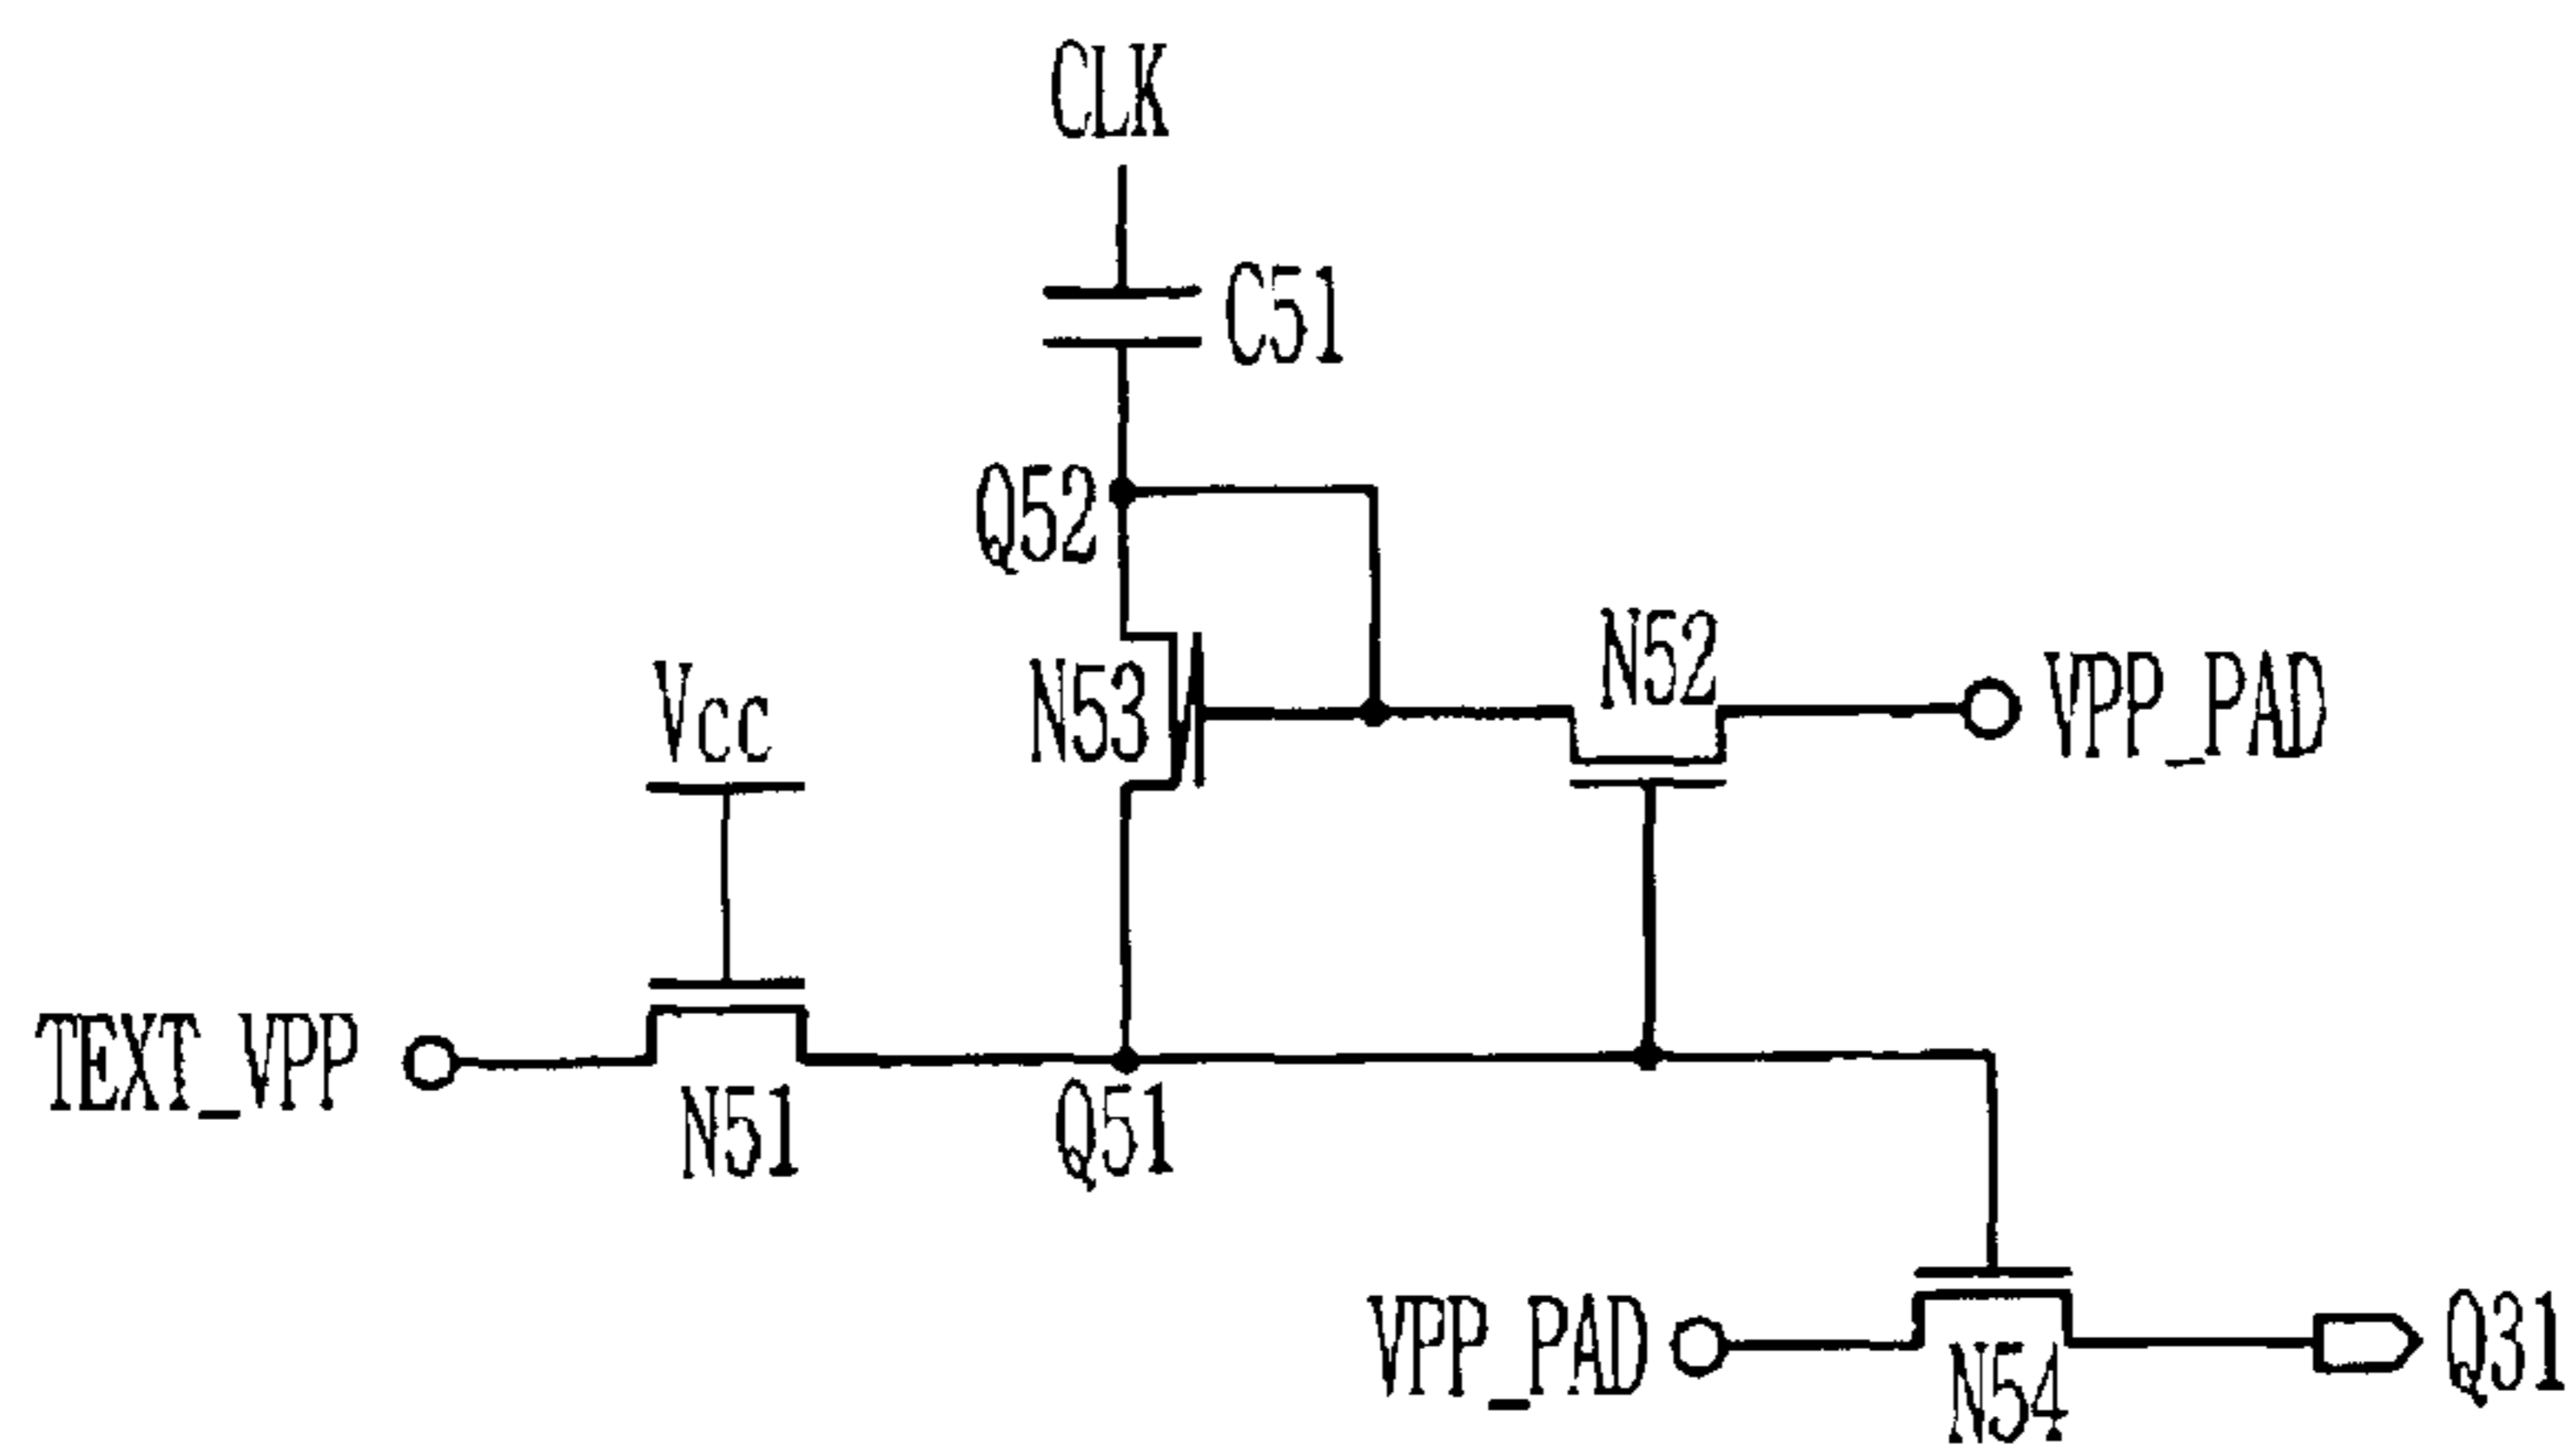 CLK
C51
Q52
N52
N53
VPP_PAD
Vcc
TEXT_VPP
N51
Q51
VPP_PAD
Q31
N54